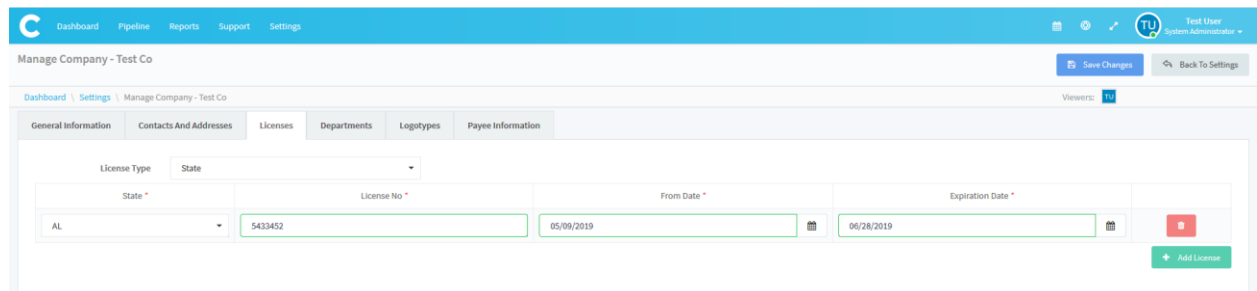 C Dashboard Pipeline Reports Support Settings TU Test User
System Administrator
Manage Company - Test Co Save Changes Back To Settings
Dashboard \ Settings \ Manage Company - Test Co Viewers: TU
General Information Contacts And Addresses Licenses Departments Logotypes Payee Information
License Type State
State * License No * From Date * Expiration Date *
AL 5433452 05/09/2019 06/28/2019
+ Add License